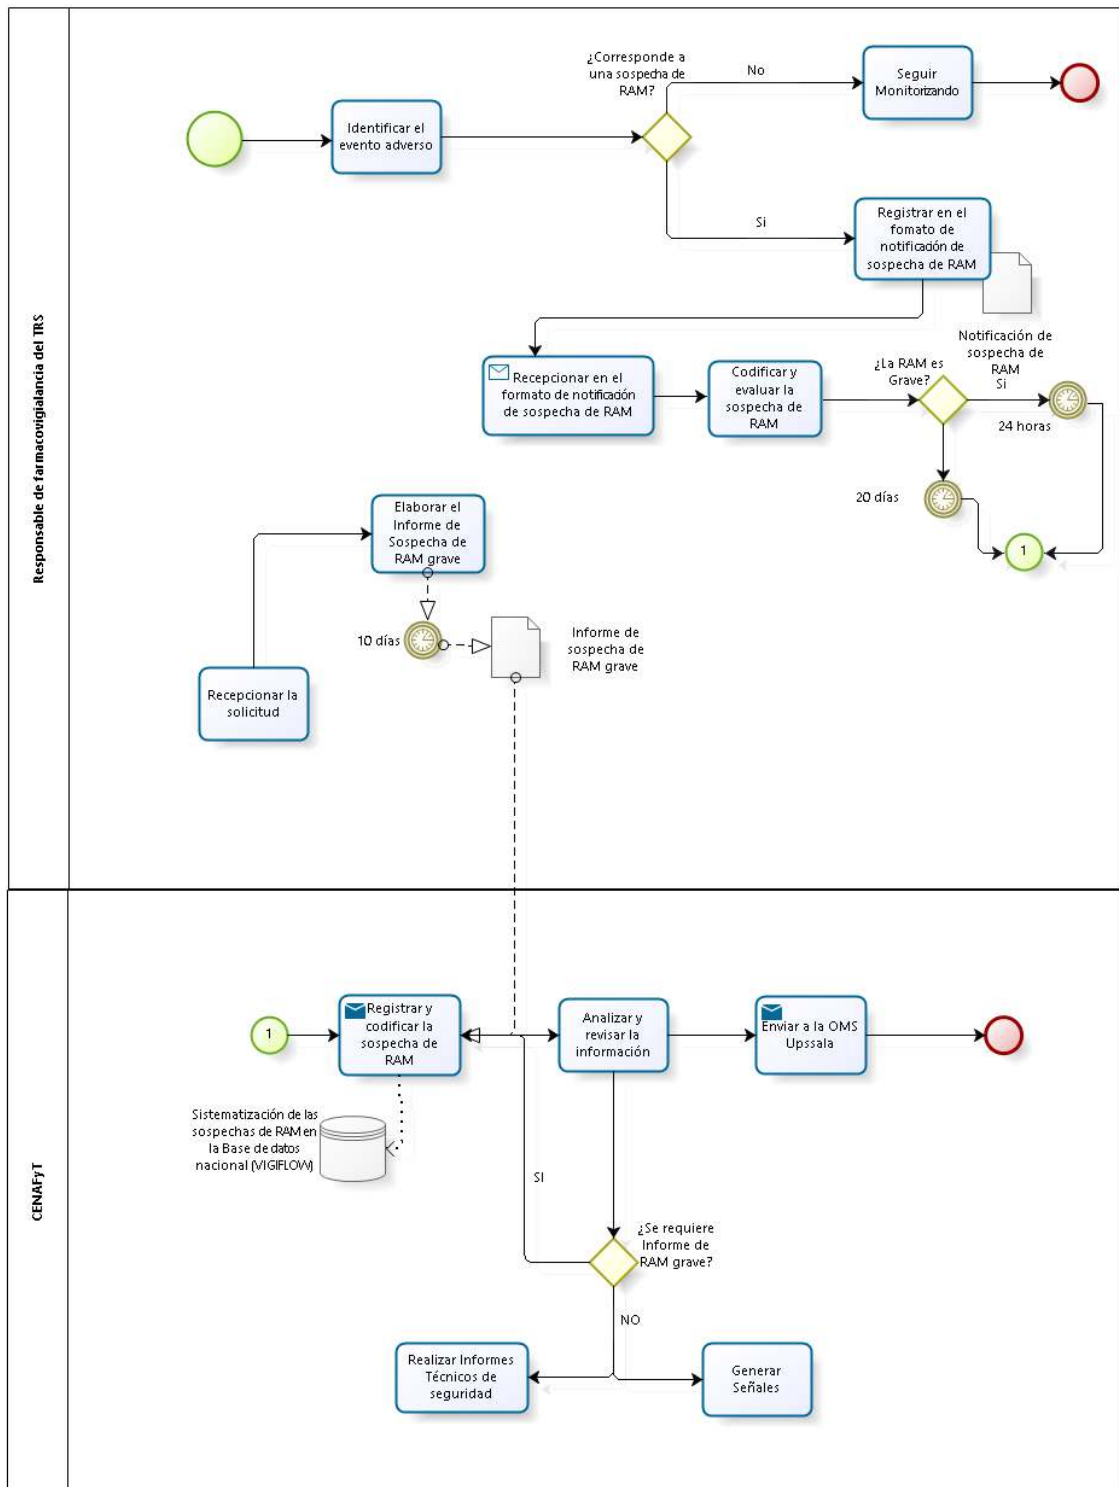 Responsable de farmacovigialancia del TRS
¿Corresponde a
una sospecha de
RAM?
No
Seguir
Monitorizando
Identificar el
evento adverso
Si
Registrar en el
fomato de
notificación de
sospecha de RAM
Notificación de
sospecha de
RAM
Recepcionar en el
formato de notificación
de sospecha de RAM
Codificar y
evaluar la
sospecha de
RAM
¿La RAM es
Grave?
Si
24 horas
20 días
1
Elaborar el
Informe de
Sospecha de
RAM grave
10 días
Informe de
sospecha de
RAM grave
Recepcionar la
solicitud
CENAFyT
1
Registrar y
codificar la
sospecha de
RAM
Analizar y
revisar la
información
Enviar a la OMS
Upssala
Sistematización de las
sospechas de RAM en
la Base de datos
nacional (VIGIFLOW)
SI
¿Se requiere
Informe de
RAM grave?
NO
Realizar Informes
Técnicos de
seguridad
Generar
Señales